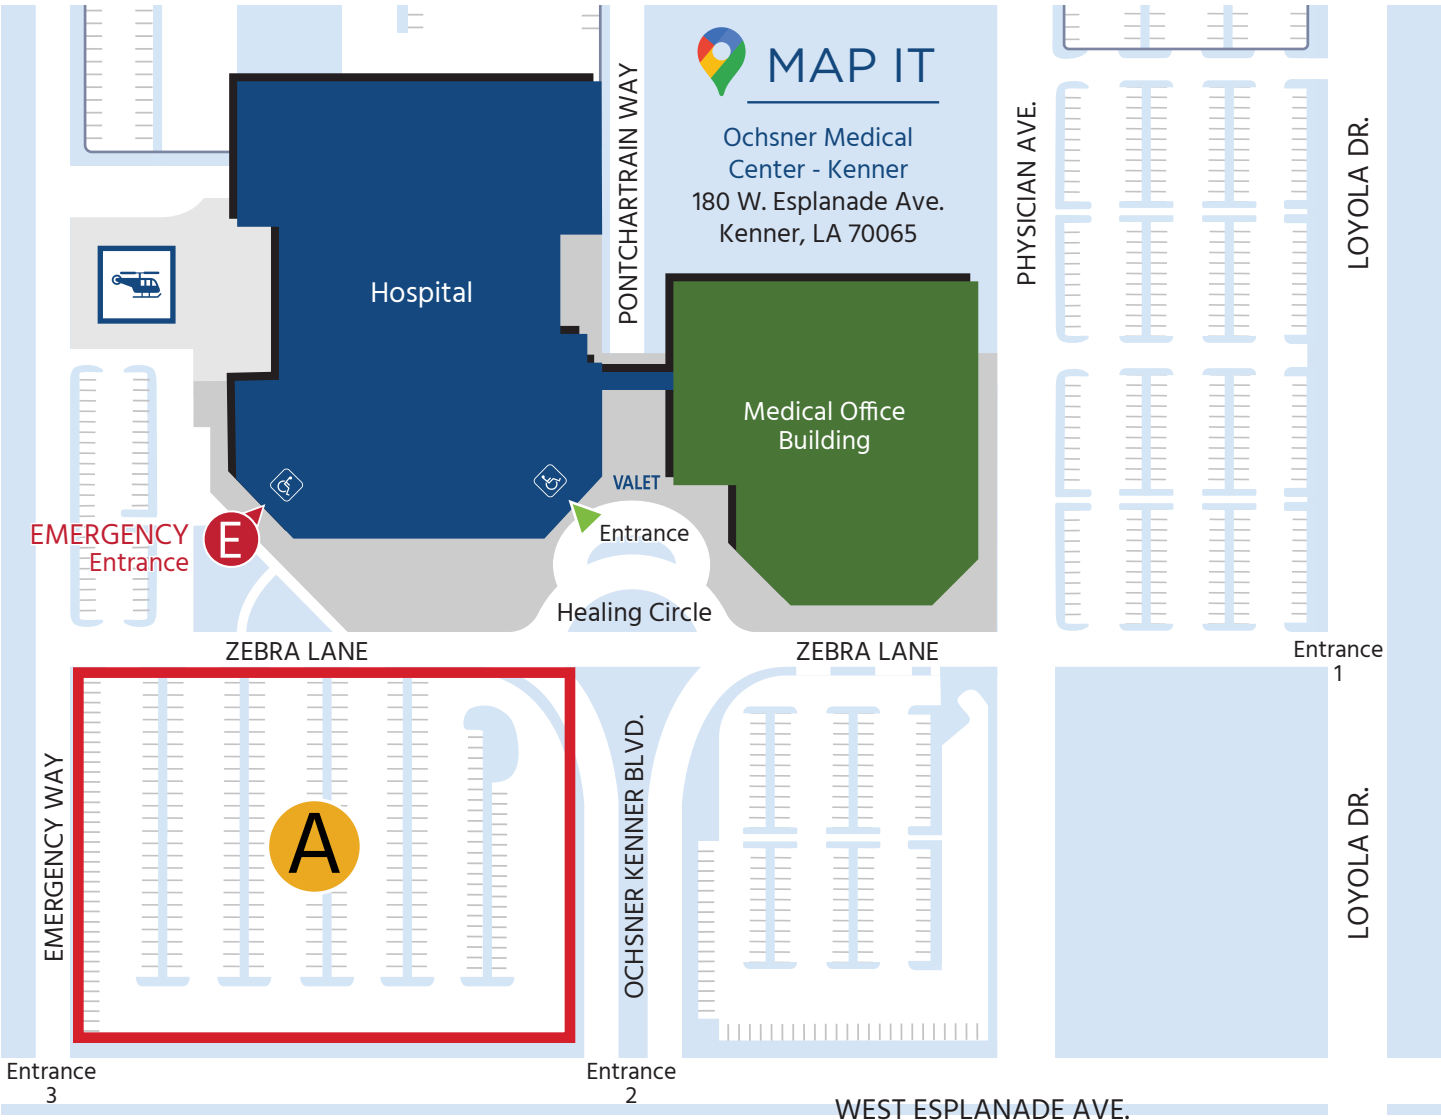 MAP IT
Ochsner Medical
Center - Kenner
180 W. Esplanade Ave.
Kenner, LA 70065
PONTCHARTRAIN WAY
PHYSICIAN AVE.
LOYOLA DR.
Hospital
Medical Office
Building
VALET
EMERGENCY
Entrance
E
Entrance
Healing Circle
ZEBRA LANE
ZEBRA LANE
Entrance
1
EMERGENCY WAY
A
OCHSNER KENNER BLVD.
LOYOLA DR.
Entrance
3
Entrance
2
WEST ESPLANADE AVE.